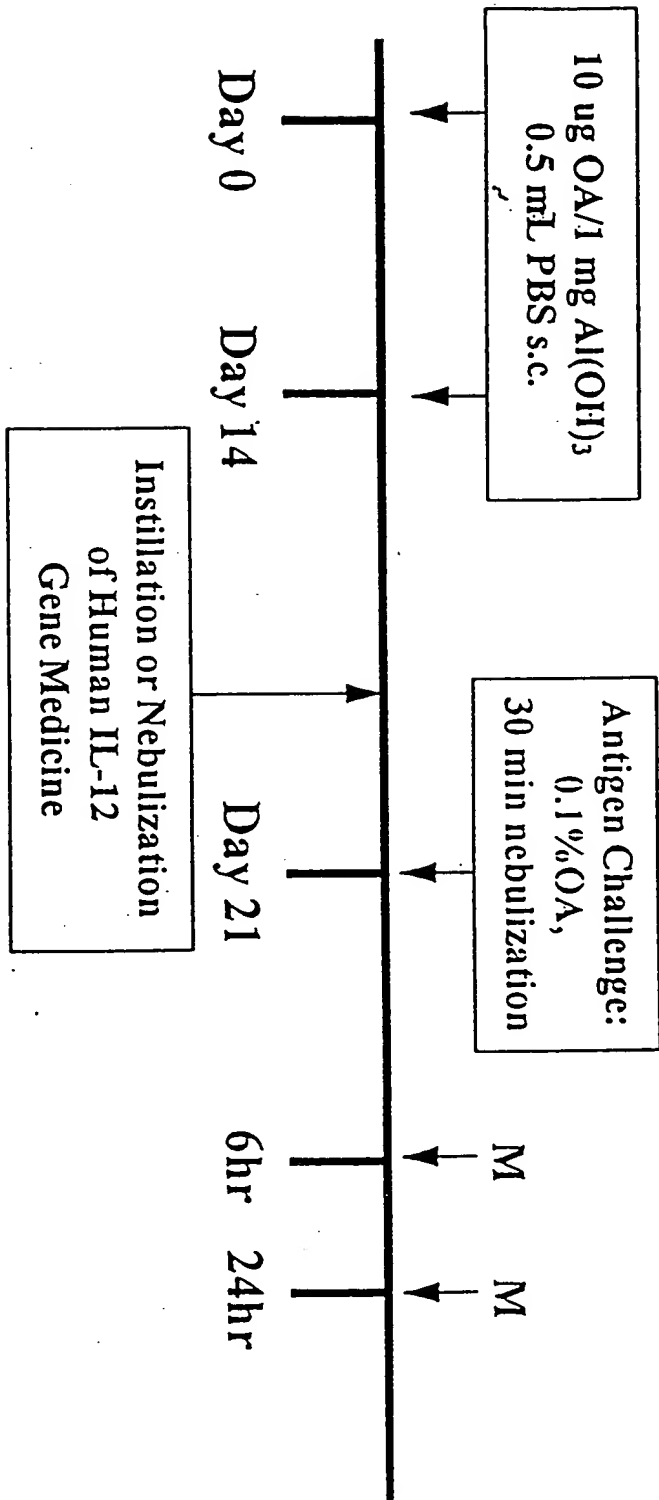 10 ug OA/1 mg Al(OH)₃
0.5 mL PBS s.c.
Antigen Challenge:
0.1%OA,
30 min nebulization
M
M
Day 0
Day 14
Day 21
6hr
24hr
Instillation or Nebulization
of Human IL-12
Gene Medicine